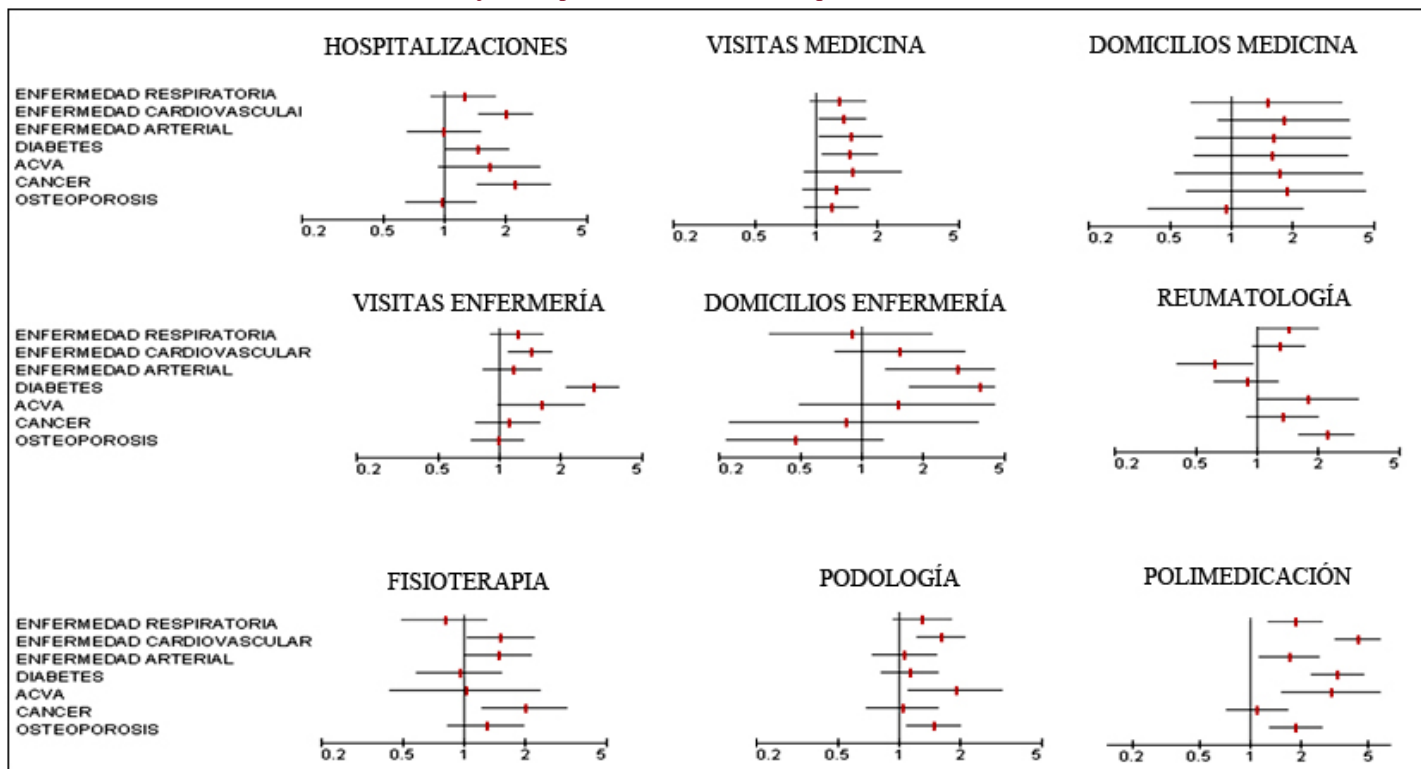 HOSPITALIZACIONES
VISITAS MEDICINA
DOMICILIOS MEDICINA
ENFERMEDAD RESPIRATORIA
ENFERMEDAD CARDIOVASCULAI
ENFERMEDAD ARTERIAL
DIABETES
ACVA
CANCER
OSTEOPOROSIS
0.2 0.5 1 2 5
0.2 0.5 1 2 5
0.2 0.5 1 2 5
VISITAS ENFERMERÍA
DOMICILIOS ENFERMERÍA
REUMATOLOGÍA
ENFERMEDAD RESPIRATORIA
ENFERMEDAD CARDIOVASCULAR
ENFERMEDAD ARTERIAL
DIABETES
ACVA
CANCER
OSTEOPOROSIS
0.2 0.5 1 2 5
0.2 0.5 1 2 5
0.2 0.5 1 2 5
FISIOTERAPIA
PODOLOGÍA
POLIMEDICACIÓN
ENFERMEDAD RESPIRATORIA
ENFERMEDAD CARDIOVASCULAR
ENFERMEDAD ARTERIAL
DIABETES
ACVA
CANCER
OSTEOPOROSIS
0.2 0.5 1 2 5
0.2 0.5 1 2 5
0.2 0.5 1 2 5